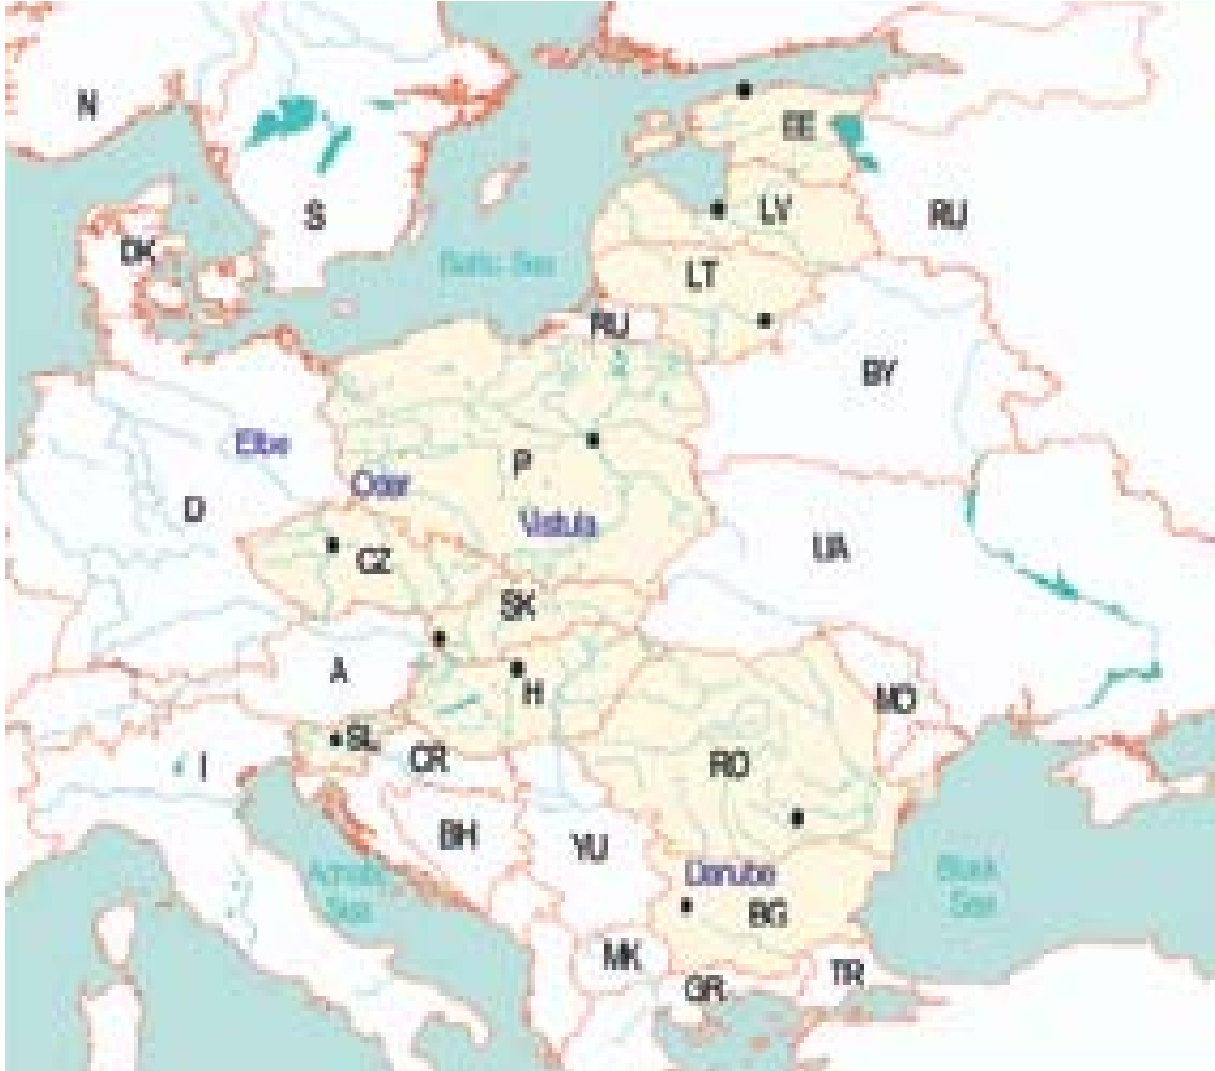 N
EE
S
LV
RU
DK
Baltic Sea
LT
RU
BY
Elbe
P
Oder
D
Vistula
UA
CZ
SK
A
H
MO
SL
CR
I
RO
BH
YU
Danube
Adriatic
Sea
Black
Sea
BG
MK
TR
GR